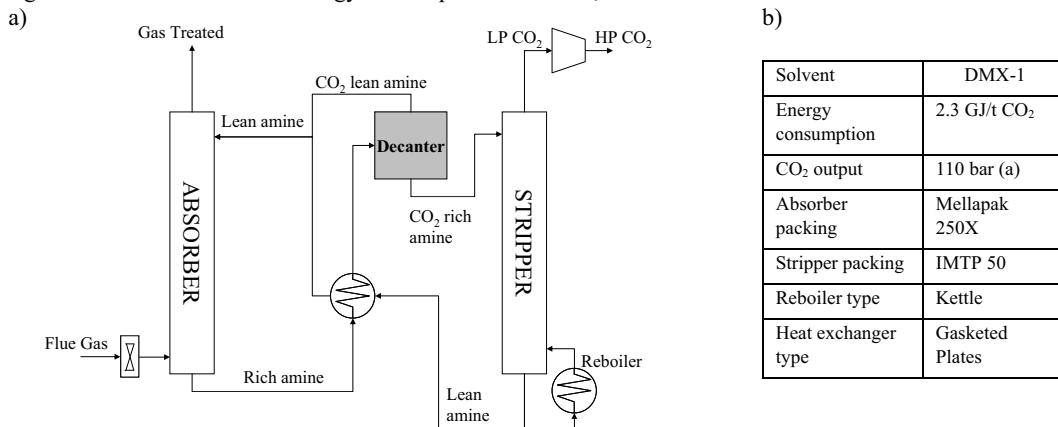 a)
Gas Treated
LP CO₂
HP CO₂
CO₂ lean amine
Lean amine
Decanter
ABSORBER
STRIPPER
CO₂ rich
amine
Flue Gas
Rich amine
Lean
amine
Reboiler
b)
Solvent DMX-1
Energy
consumption
2.3 GJ/t CO₂
CO₂ output 110 bar (a)
Absorber
packing
Mellapak
250X
Stripper packing IMTP 50
Reboiler type Kettle
Heat exchanger
type
Gasketed
Plates